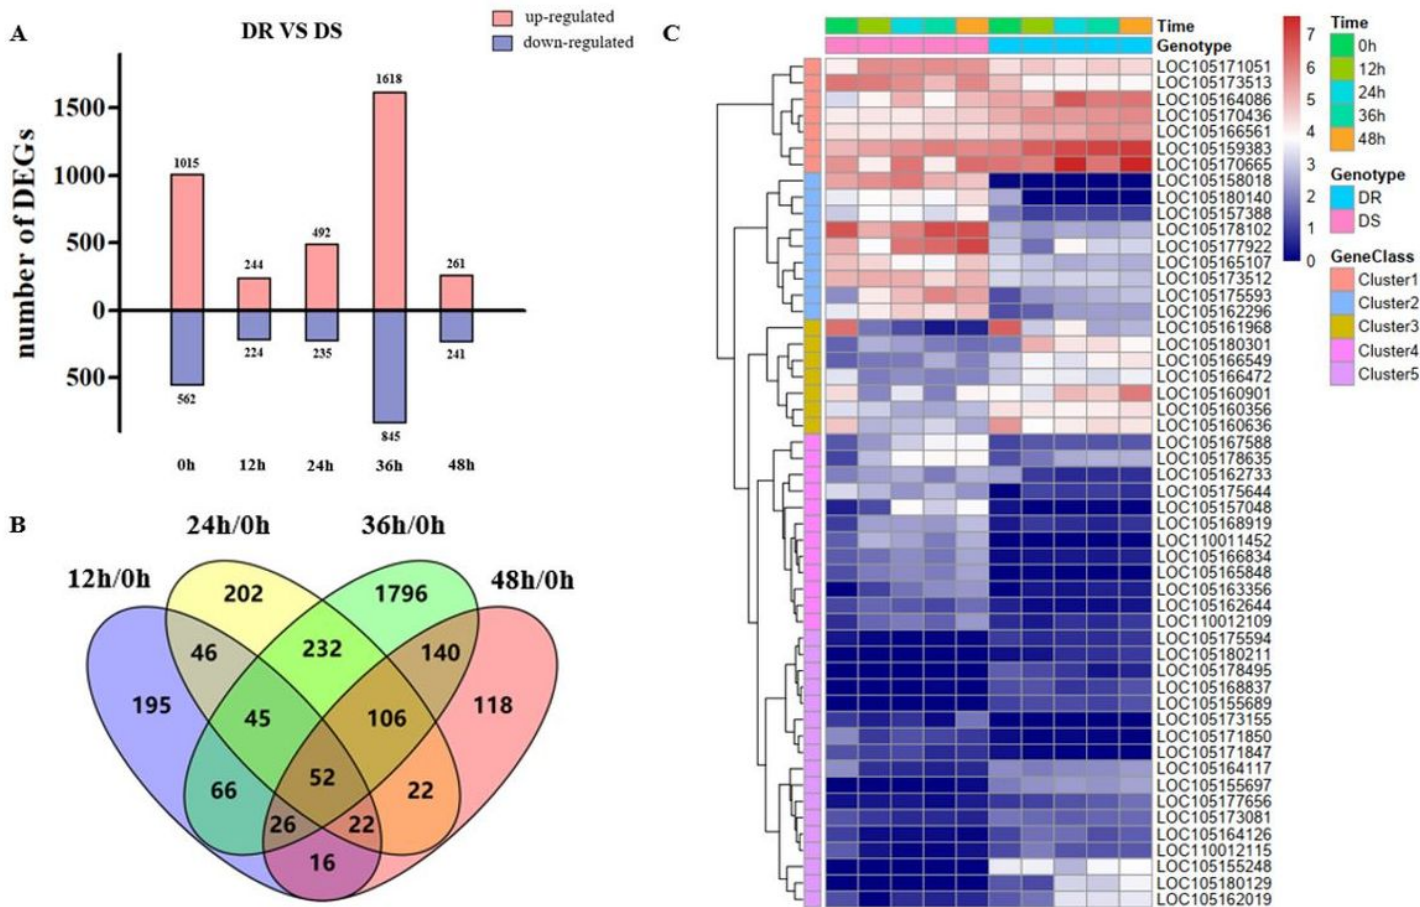 A
DR VS DS
up-regulated
down-regulated
number of DEGs
1500
1000
500
0
500
1015
244
492
1618
261
562
224
235
845
241
0h
12h
24h
36h
48h
B
12h/0h
24h/0h
36h/0h
48h/0h
202
1796
46
232
140
195
45
106
118
66
52
22
26
22
16
C
Time
Genotype
LOC105171051
LOC105173513
LOC105164086
LOC105170436
LOC105166561
LOC105159383
LOC105170665
LOC105158018
LOC105180140
LOC105157388
LOC105178102
LOC105177922
LOC105165107
LOC105173512
LOC105175593
LOC105162296
LOC105161968
LOC105180301
LOC105166549
LOC105166472
LOC105160901
LOC105160356
LOC105160636
LOC105167588
LOC105178635
LOC105162733
LOC105175644
LOC105157048
LOC105168919
LOC110011452
LOC105166834
LOC105165848
LOC105163356
LOC105162644
LOC110012109
LOC105175594
LOC105180211
LOC105178495
LOC105168837
LOC105155689
LOC105173155
LOC105171850
LOC105171847
LOC105164117
LOC105155697
LOC105177656
LOC105173081
LOC105164126
LOC110012115
LOC105155248
LOC105180129
LOC105162019
7
6
5
4
3
2
1
0
Time
0h
12h
24h
36h
48h
Genotype
DR
DS
GeneClass
Cluster1
Cluster2
Cluster3
Cluster4
Cluster5